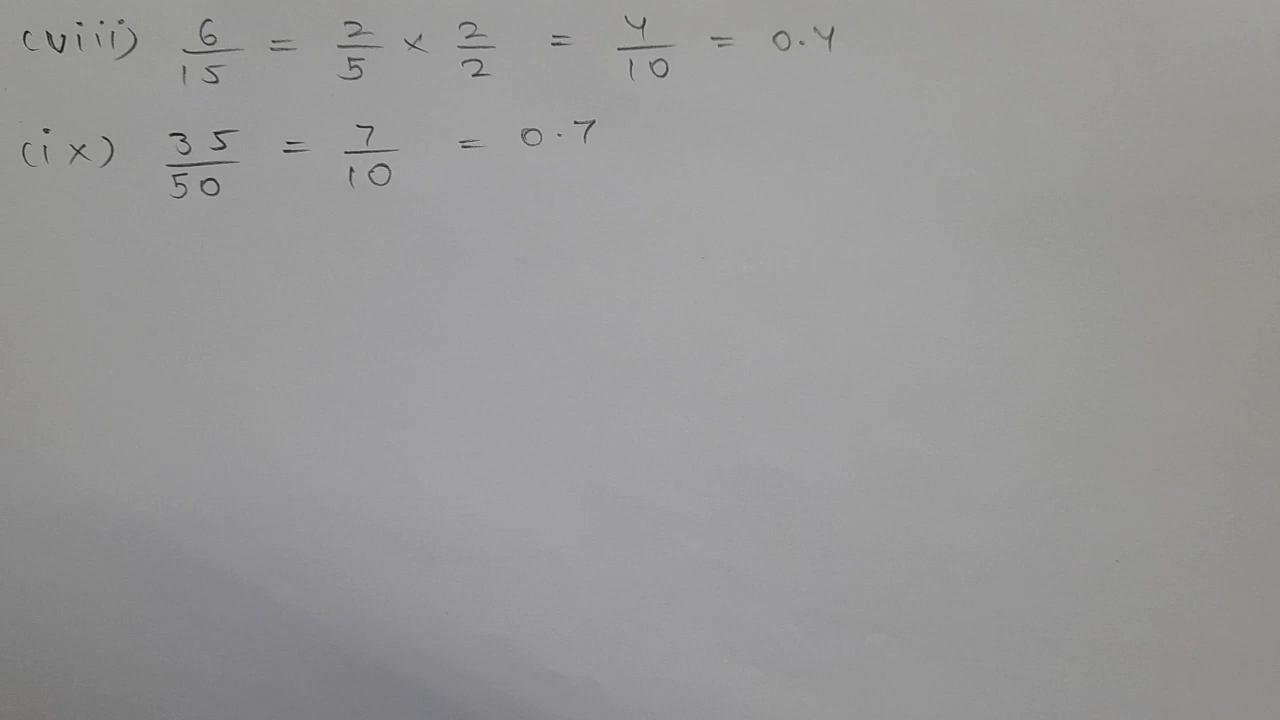 (viii) 6/15 = 2/5 × 2/2 = 4/10 = 0.4
(ix) 35/50 = 7/10 = 0.7